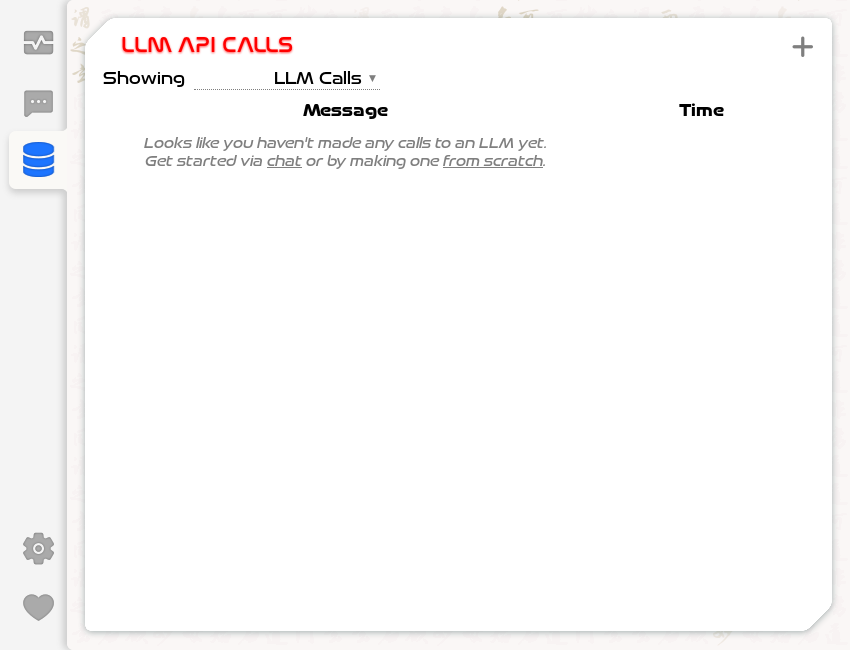 LLM API CALLS
Showing LLM Calls ▼
Message Time
Looks like you haven't made any calls to an LLM yet.
Get started via chat or by making one from scratch.